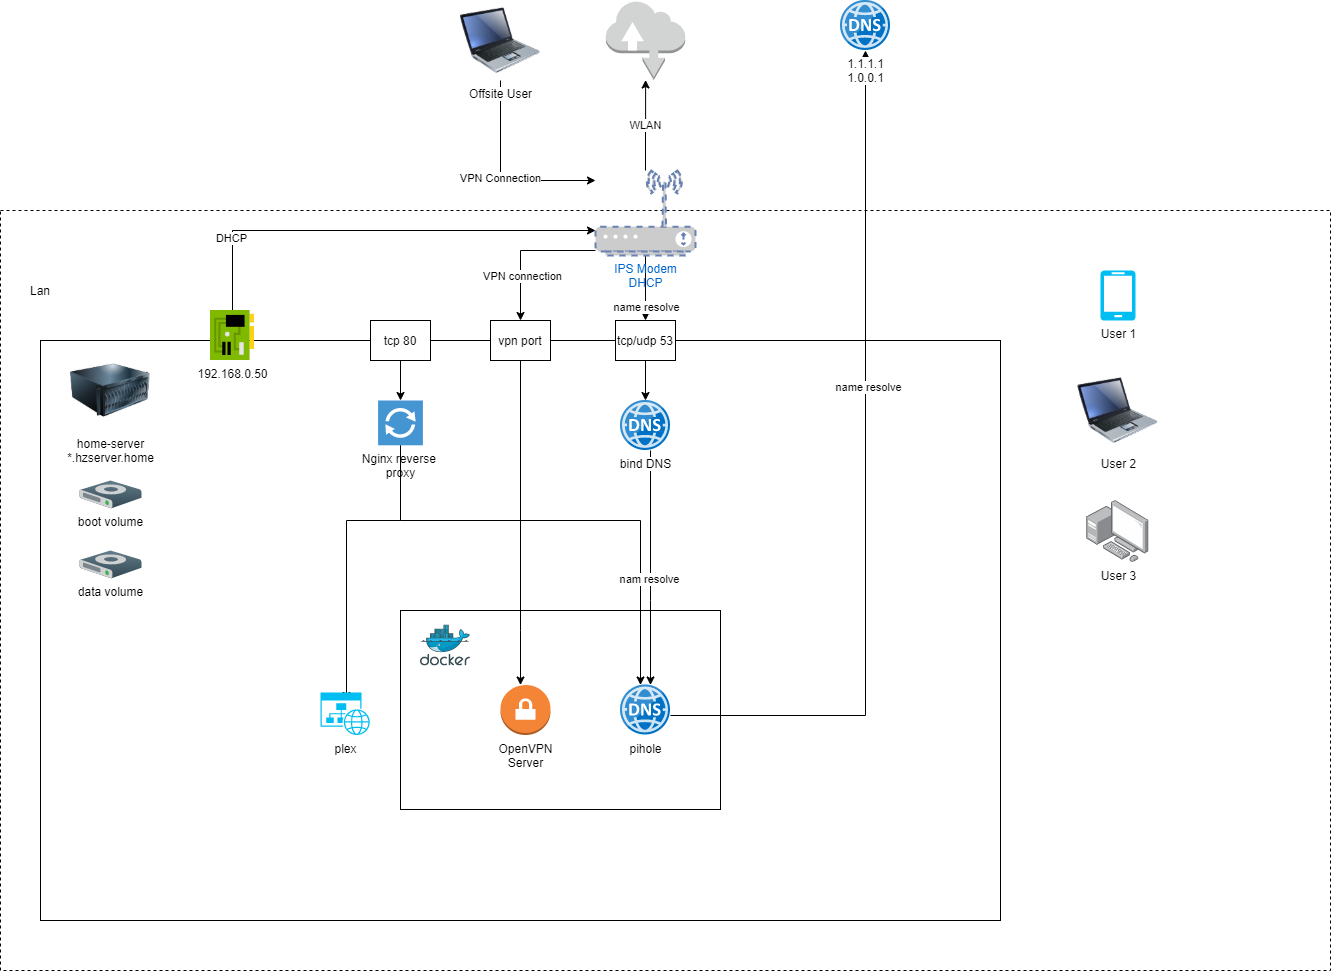 DNS
1.1.1.1
1.0.0.1
Offsite User
WLAN
VPN Connection
DHCP
IPS Modem
DHCP
VPN connection
name resolve
Lan
User 1
tcp 80
vpn port
tcp/udp 53
192.168.0.50
name resolve
home-server
*.hzserver.home
Nginx reverse
proxy
DNS
bind DNS
User 2
boot volume
data volume
nam resolve
User 3
docker
DNS
plex
OpenVPN
Server
pihole